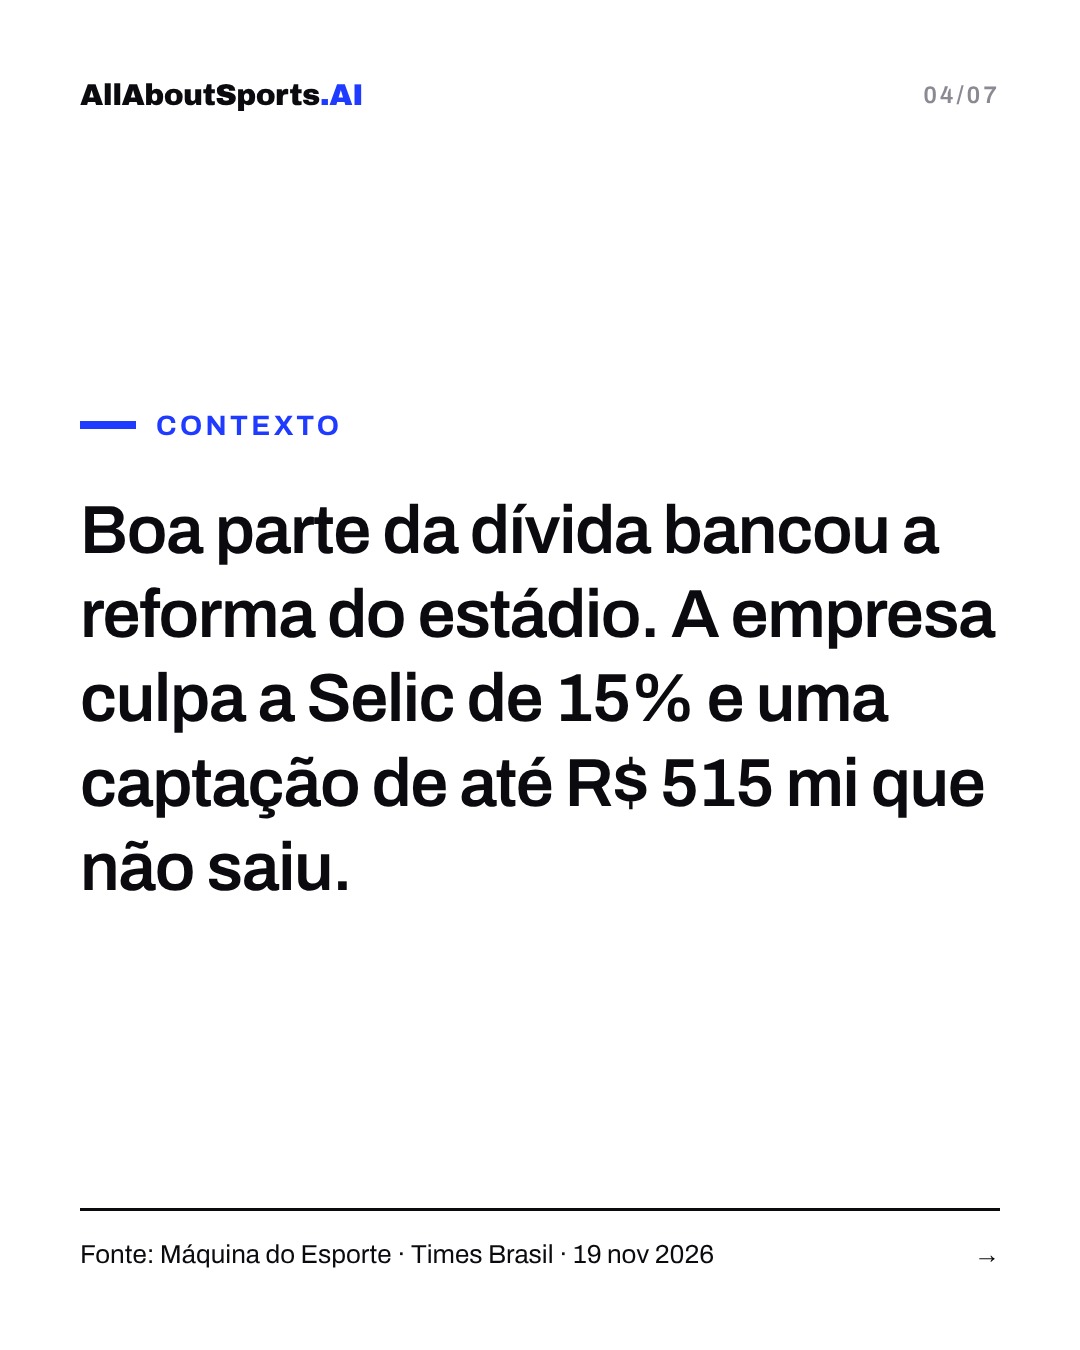 AllAboutSports.AI
04/07
CONTEXTO
Boa parte da dívida bancou a
reforma do estádio. A empresa
culpa a Selic de 15% e uma
captação de até R$ 515 mi que
não saiu.
Fonte: Máquina do Esporte · Times Brasil · 19 nov 2026
→